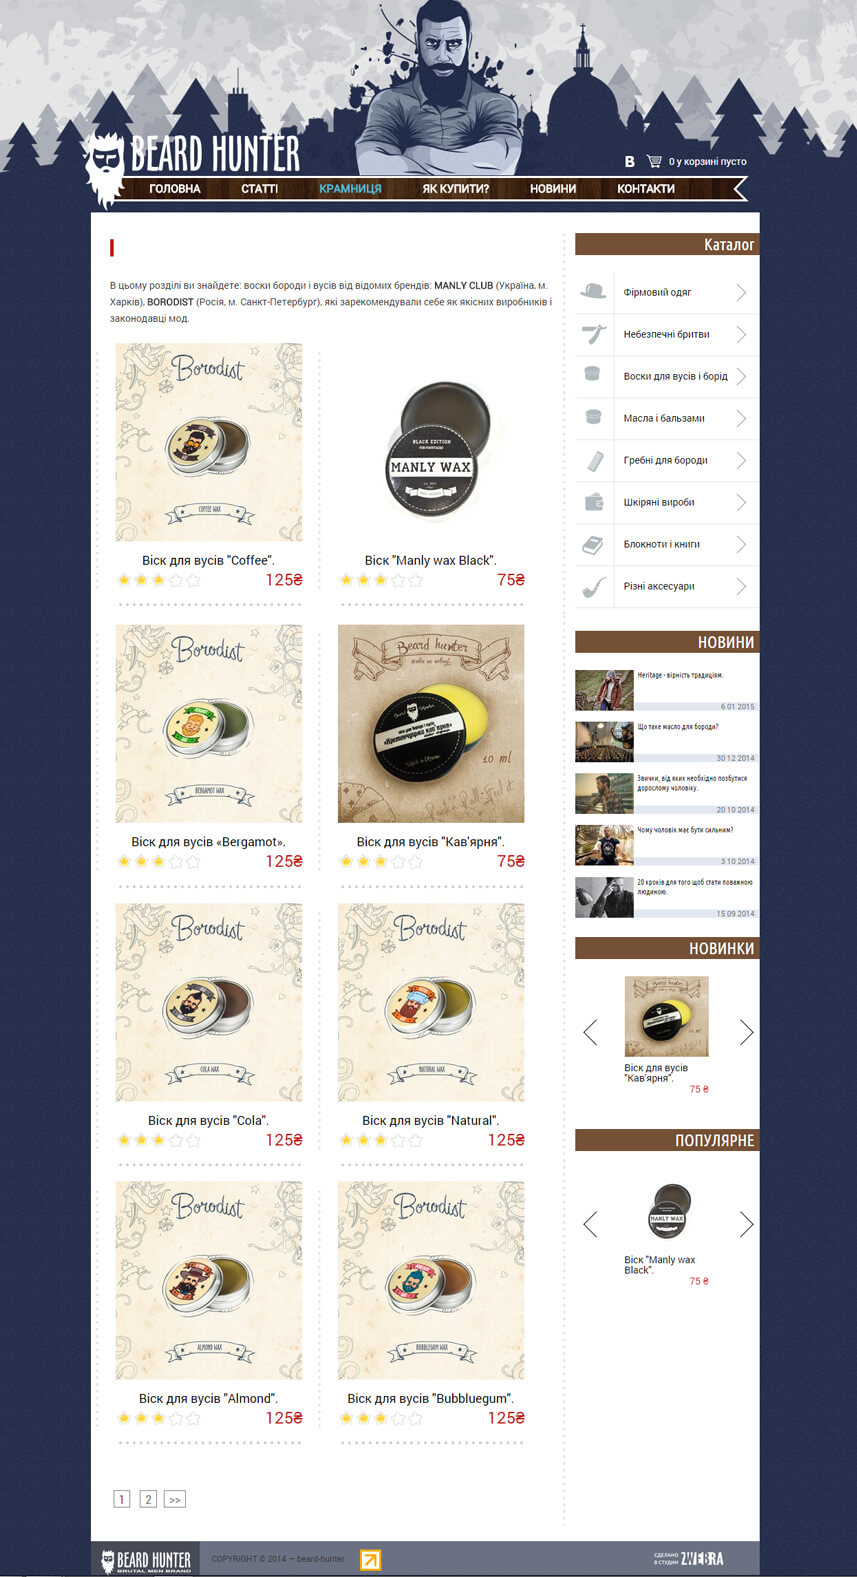 BEARD HUNTER
B
0 у корзині пусто
ГОЛОВНА
СТАТТІ
КРАМНИЦЯ
ЯК КУПИТИ?
НОВИНИ
КОНТАКТИ
В цьому розділі ви знайдете: воски бороди і вусів від відомих брендів: MANLY CLUB (Україна, м.
Харків), BORODIST (Росія, м. Санкт-Петербург), які зарекомендували себе як якісних виробників і
законодавці мод.
Borodist
COFFEE WAX
Віск для вусів "Coffee".
125₴
BLACK EDITION
MANLY WAX
Віск "Manly wax Black".
75₴
Borodist
BERGAMOT WAX
Віск для вусів «Bergamot».
125₴
Beard hunter
10 ml
Віск для вусів "Кав'ярня".
75₴
Borodist
COLA WAX
Віск для вусів "Cola".
125₴
Borodist
NATURAL WAX
Віск для вусів "Natural".
125₴
Borodist
ALMOND WAX
Віск для вусів "Almond".
125₴
Borodist
BUBBLEGUM WAX
Віск для вусів "Bubbluegum".
125₴
1
2
>>
Каталог
Фірмовий одяг
Небезпечні бритви
Воски для вусів і борід
Масла і бальзами
Гребні для бороди
Шкіряні вироби
Блокноти і книги
Різні аксесуари
НОВИНИ
Heritage - вірність традиціям.
6 01 2015
Що таке масло для бороди?
30 12 2014
Звички, від яких необхідно позбутися
дорослому чоловіку.
20 10 2014
Чому чоловік має бути сильним?
3 10 2014
20 кроків для того щоб стати поважною
людиною.
15 09 2014
НОВИНКИ
Beard hunter
Віск для вусів
"Кав'ярня".
75 ₴
ПОПУЛЯРНЕ
MANLY WAX
Віск "Manly wax
Black".
75 ₴
BEARD HUNTER
BRUTAL MEN BRAND
COPYRIGHT © 2014 — beard-hunter
СДЕЛАНО
В СТУДИИ
ZWEBRA